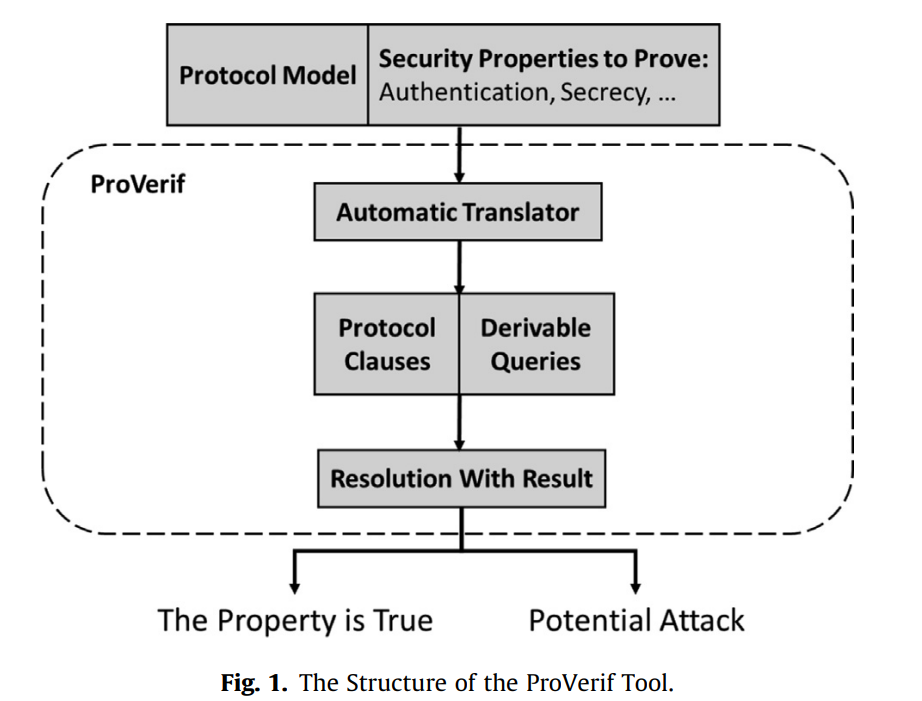 Protocol Model
Security Properties to Prove:
Authentication, Secrecy, ...
ProVerif
Automatic Translator
Protocol
Clauses
Derivable
Queries
Resolution With Result
The Property is True
Potential Attack
Fig. 1. The Structure of the ProVerif Tool.